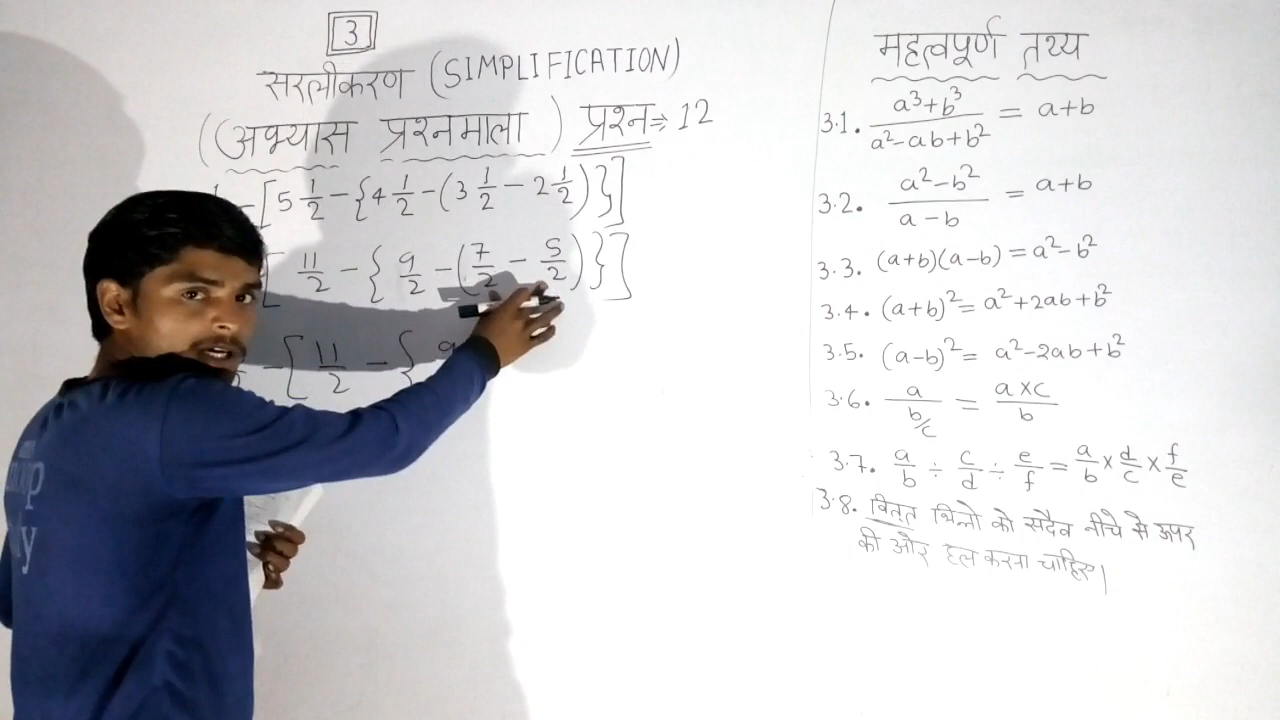 3
सरलीकरण (SIMPLIFICATION)
(अभ्यास प्रश्नमाला) प्रश्न⇒12
-[5 1/2 - {4 1/2 - (3 1/2 - 2 1/2)}]
[11/2 - {9/2 - (7/2 - 5/2)}]
-[11/2 - {9
महत्वपूर्ण तथ्य
3.1. (a³+b³)/(a²-ab+b²) = a+b
3.2. (a²-b²)/(a-b) = a+b
3.3. (a+b)(a-b) = a²-b²
3.4. (a+b)² = a²+2ab+b²
3.5. (a-b)² = a²-2ab+b²
3.6. a/(b/c) = (a×c)/b
3.7. a/b ÷ c/d ÷ e/f = a/b × d/c × f/e
3.8. वितत भिन्नो को सदैव नीचे से ऊपर
की ओर हल करना चाहिए।